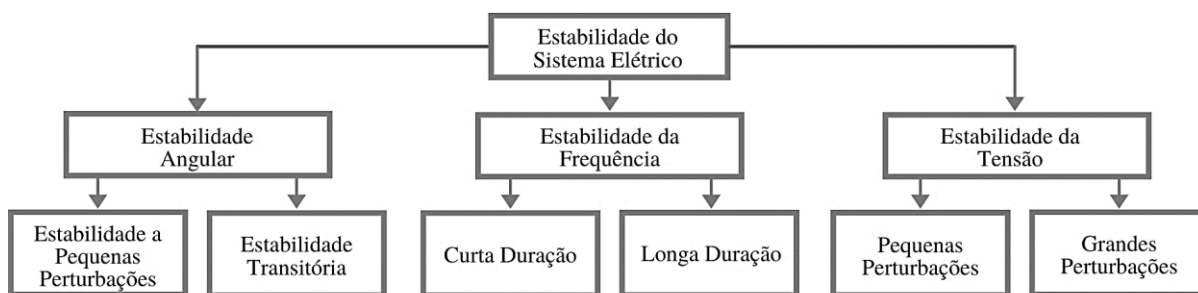 Estabilidade do
Sistema Elétrico
Estabilidade
Angular
Estabilidade da
Frequência
Estabilidade da
Tensão
Estabilidade a
Pequenas
Perturbações
Estabilidade
Transitória
Curta Duração
Longa Duração
Pequenas
Perturbações
Grandes
Perturbações